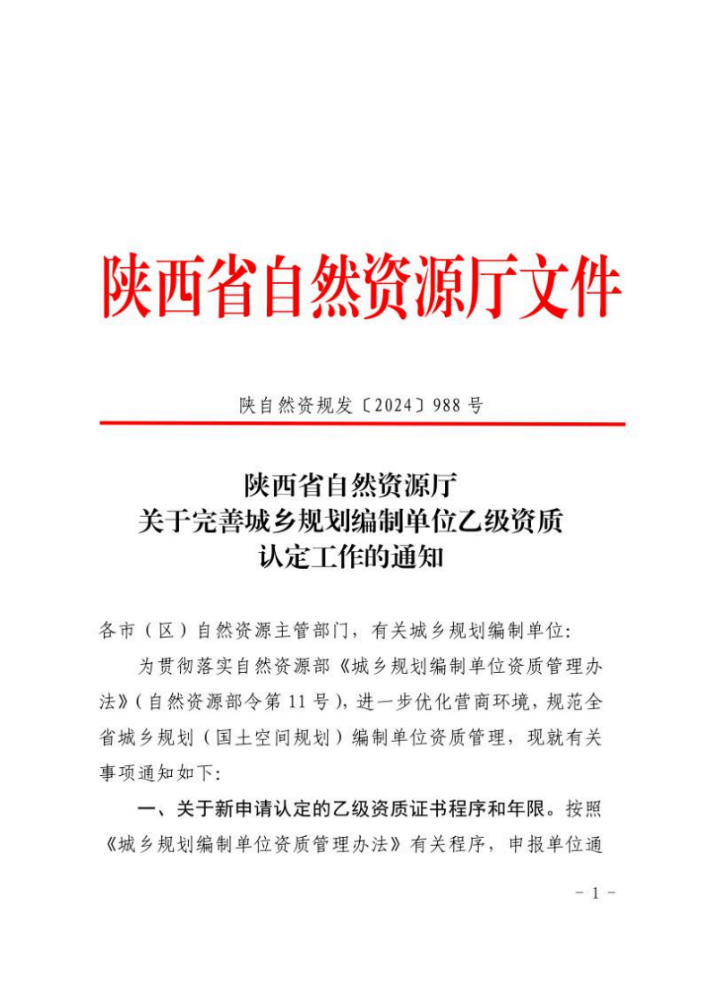 陕西省自然资源厅文件
陕自然资规发〔2024〕988 号
陕西省自然资源厅
关于完善城乡规划编制单位乙级资质
认定工作的通知
各市（区）自然资源主管部门，有关城乡规划编制单位：
为贯彻落实自然资源部《城乡规划编制单位资质管理办
法》（自然资源部令第 11 号），进一步优化营商环境，规范全
省城乡规划（国土空间规划）编制单位资质管理，现就有关
事项通知如下：
一、关于新申请认定的乙级资质证书程序和年限。按照
《城乡规划编制单位资质管理办法》有关程序，申报单位通
- 1 -